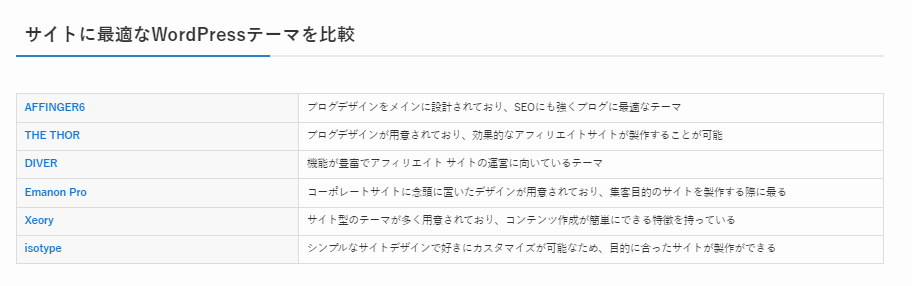 サイトに最適なWordPressテーマを比較
AFFINGER6 ブログデザインをメインに設計されており、SEOにも強くブログに最適なテーマ
THE THOR ブログデザインが用意されており、効果的なアフィリエイトサイトが製作することが可能
DIVER 機能が豊富でアフィリエイト サイトの運営に向いているテーマ
Emanon Pro コーポレートサイトに念頭に置いたデザインが用意されており、集客目的のサイトを製作する際に最る
Xeory サイト型のテーマが多く用意されており、コンテンツ作成が簡単にできる特徴を持っている
isotype シンプルなサイトデザインで好きにカスタマイズが可能なため、目的に合ったサイトが製作ができる